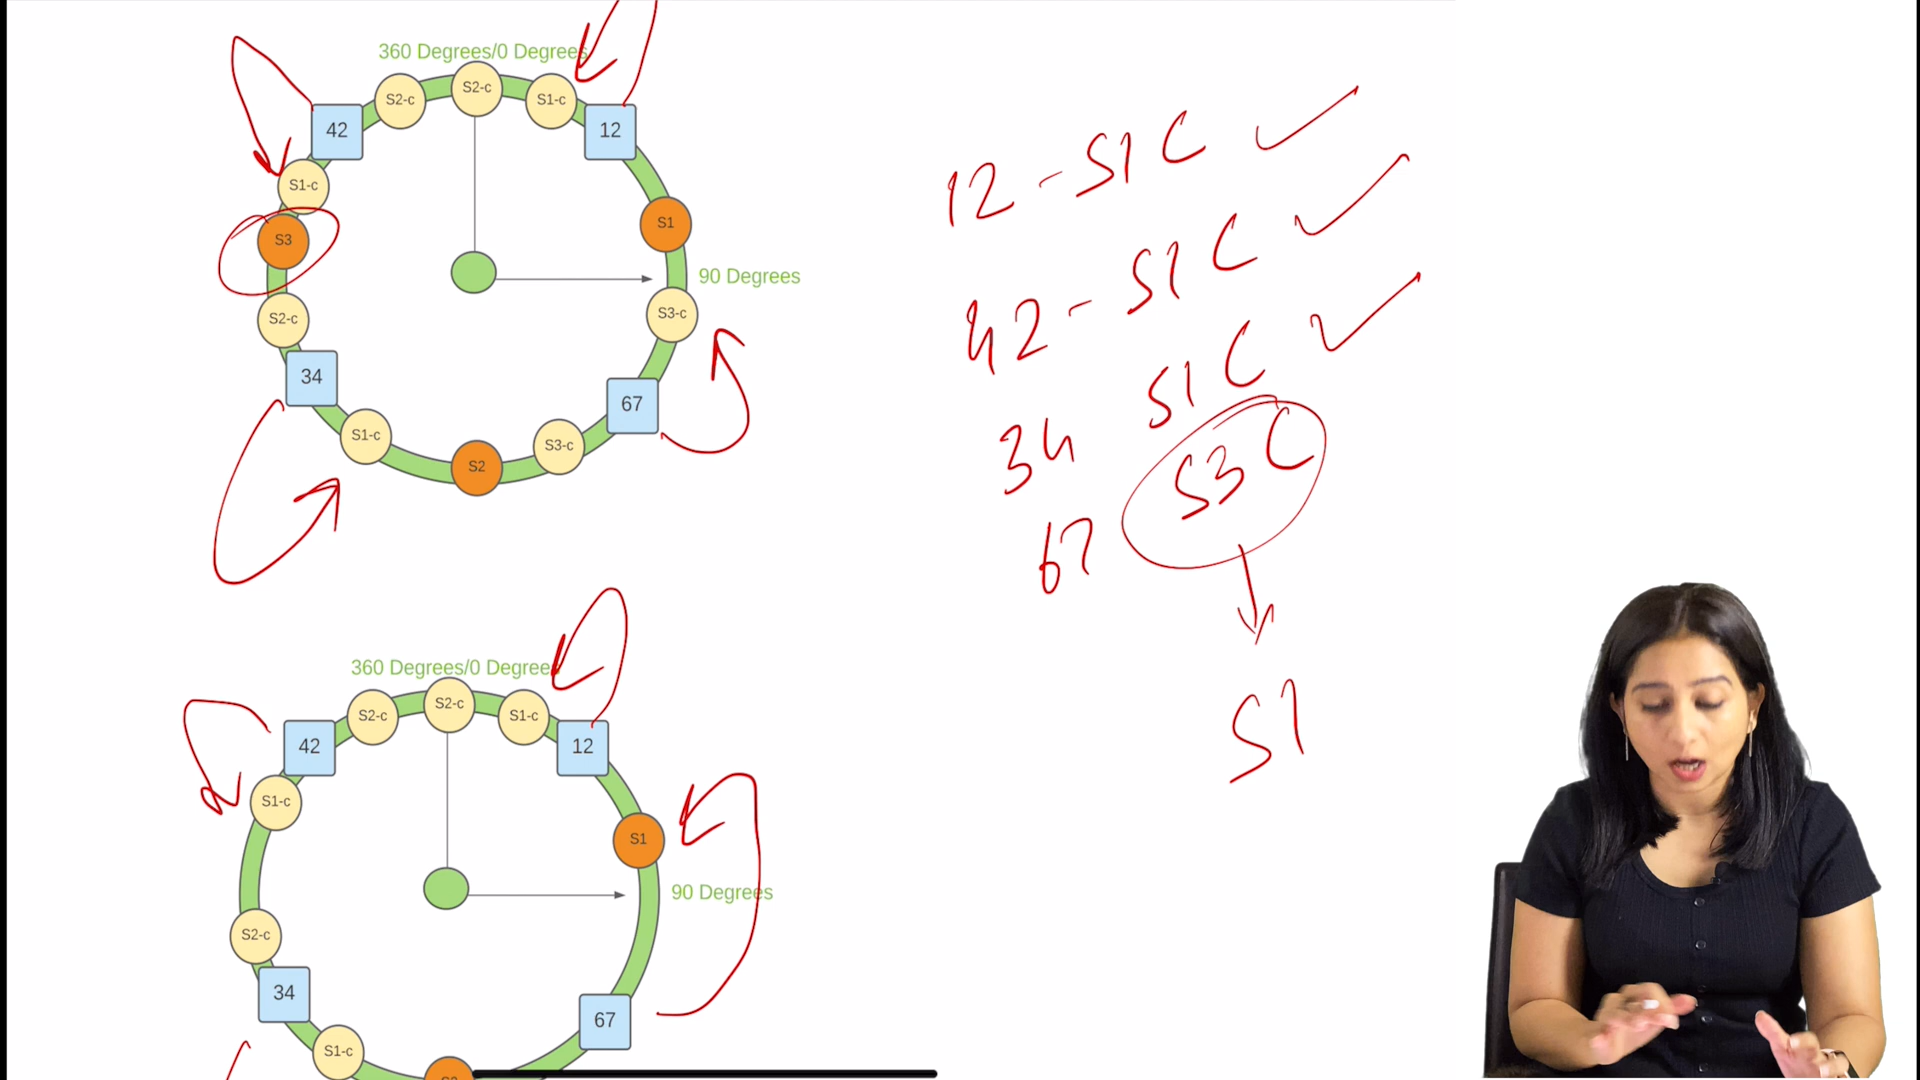 360 Degrees/0 Degrees
S2-c
S2-c
S1-c
42
12
S1-c
S3
S1
90 Degrees
S2-c
S3-c
34
67
S1-c
S2
S3-c
12 - S1 C
42 - S1 C
34 S1 C
67 S3 C
S1
360 Degrees/0 Degree
S2-c
S2-c
S1-c
42
12
S1-c
S1
90 Degrees
S2-c
34
67
S1-c